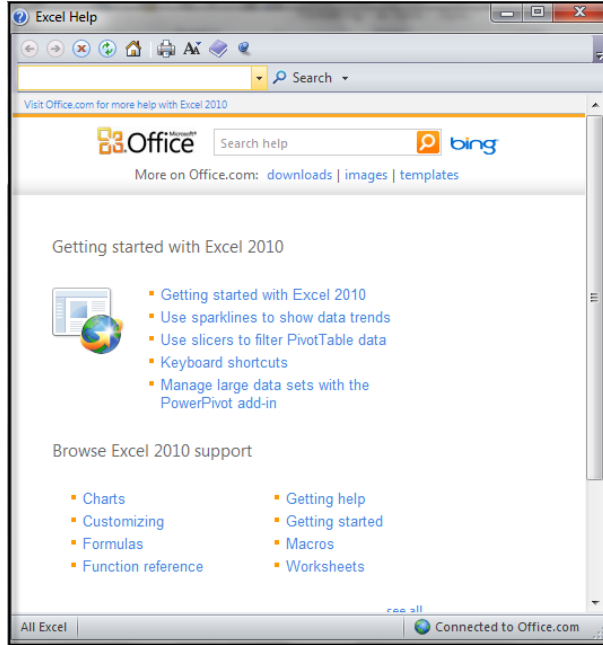 Excel Help
Search
Visit Office.com for more help with Excel 2010
Microsoft®
Office Search help bing
More on Office.com: downloads | images | templates
Getting started with Excel 2010
Getting started with Excel 2010
Use sparklines to show data trends
Use slicers to filter PivotTable data
Keyboard shortcuts
Manage large data sets with the
PowerPivot add-in
Browse Excel 2010 support
Charts
Customizing
Formulas
Function reference
Getting help
Getting started
Macros
Worksheets
see all
All Excel Connected to Office.com